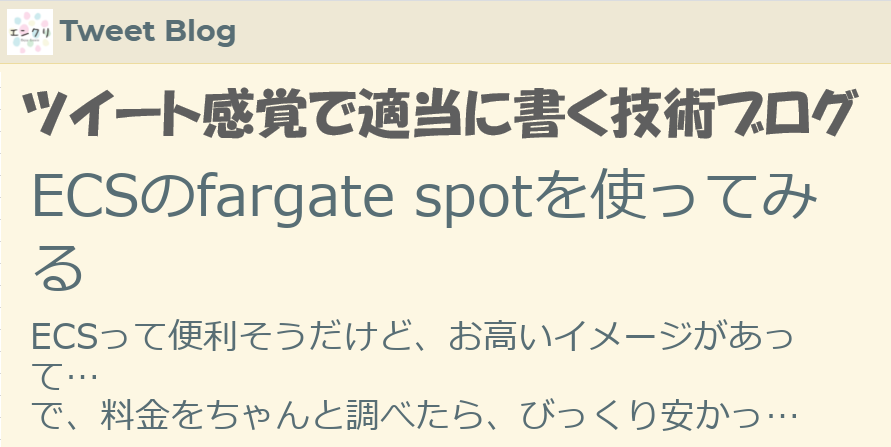 エンクリ Tweet Blog
ツイート感覚で適当に書く技術ブログ
ECSのfargate spotを使ってみ
る
ECSって便利そうだけど、お高いイメージがあっ
て…
で、料金をちゃんと調べたら、びっくり安かっ…